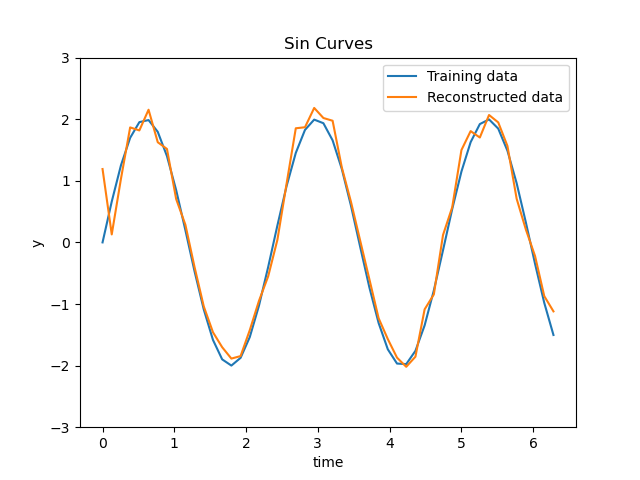 Sin Curves
Training data
Reconstructed data
3
2
1
0
−1
−2
−3
y
0 1 2 3 4 5 6
time